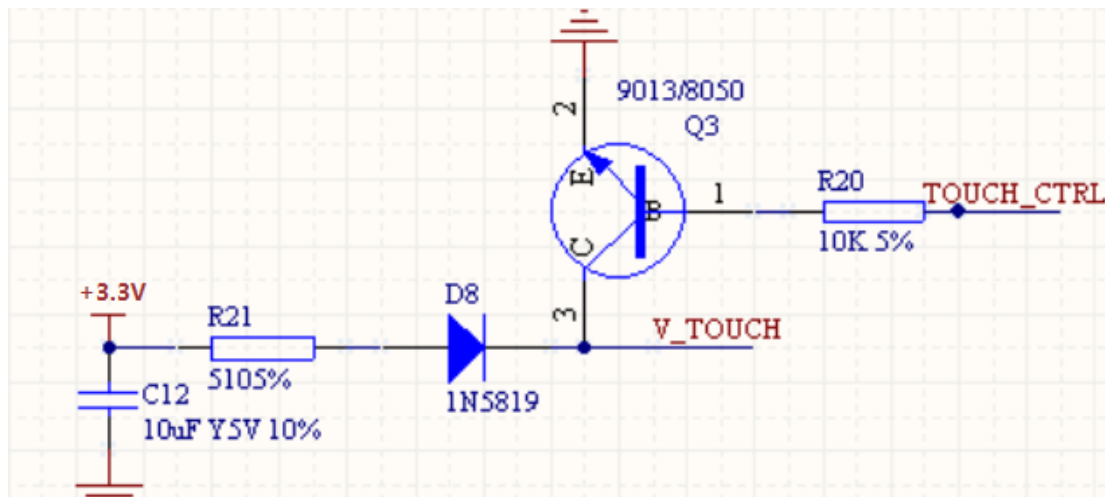 9013/8050
Q3
2
E
B
1
R20
TOUCH_CTRL
10K 5%
C
3
+3.3V
R21
D8
V_TOUCH
5105%
1N5819
C12
10uF Y5V 10%